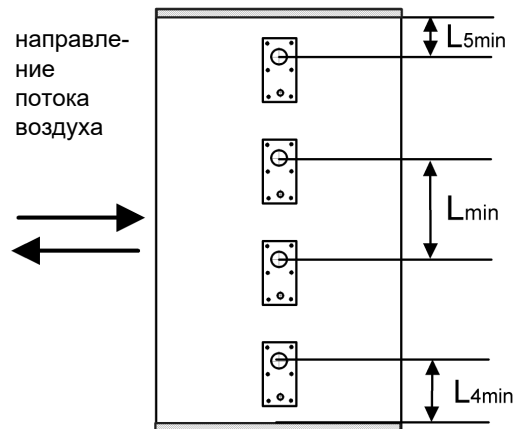 направле-
ние
потока
воздуха
L5min
Lmin
L4min